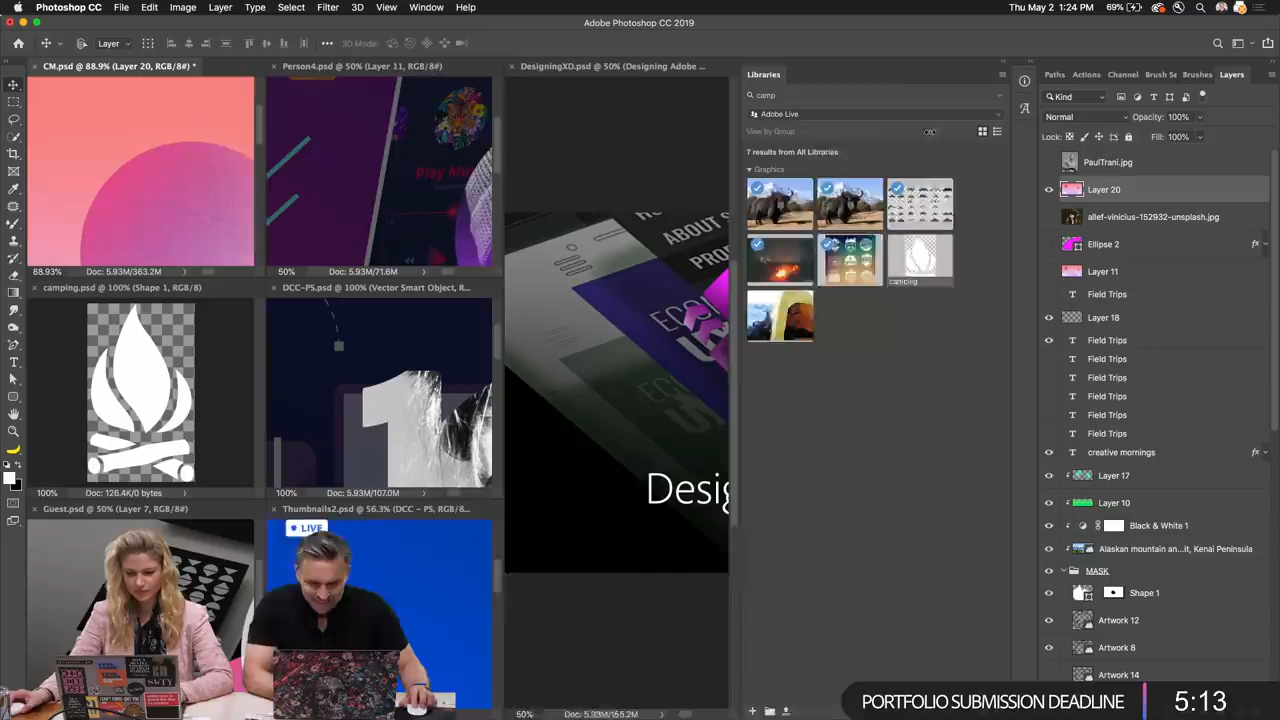 Photoshop CC File Edit Image Layer Type Select Filter 3D View Window Help
69% Thu May 2 1:24 PM
Adobe Photoshop CC 2019
Layer 3D Mode:
CM.psd @ 88.9% (Layer 20, RGB/8#) *
Person4.psd @ 50% (Layer 11, RGB/8#)
DesigningXD.psd @ 50% (Designing Adobe ...
88.93% Doc: 5.93M/363.2M
50% Doc: 5.93M/71.6M
camping.psd @ 100% (Shape 1, RGB/8)
DCC-PS.psd @ 100% (Vector Smart Object, R...
100% Doc: 126.4K/0 bytes
100% Doc: 5.93M/107.0M
Guest.psd @ 50% (Layer 7, RGB/8#)
Thumbnails2.psd @ 56.3% (DCC - PS, RGB/8...
LIVE
ABOUT S
Desig
50%
Libraries
camp
Adobe Live
View by Group
7 results from All Libraries
Graphics
camping
Paths Actions Channel Brush Se Brushes Layers
Kind
Normal Opacity: 100%
Lock: Fill: 100%
PaulTrani.jpg
Layer 20
allef-vinicius-152932-unsplash.jpg
Ellipse 2 fx
Layer 11
Field Trips
Layer 18
Field Trips
Field Trips
Field Trips
Field Trips
Field Trips
Field Trips
creative mornings fx
Layer 17
Layer 10
Black & White 1
Alaskan mountain an...it, Kenai Peninsula
MASK
Shape 1
Artwork 12
Artwork 8
Artwork 14
PORTFOLIO SUBMISSION DEADLINE 5:13